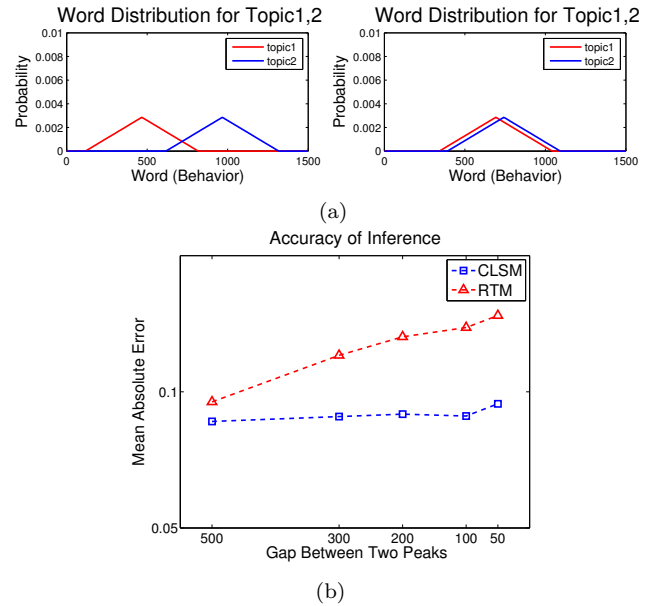 Word Distribution for Topic1,2
0.01
0.008
0.006
0.004
0.002
0
Probability
topic1
topic2
0 500 1000 1500
Word (Behavior)
Word Distribution for Topic1,2
0.01
0.008
0.006
0.004
0.002
0
Probability
topic1
topic2
0 500 1000 1500
Word (Behavior)
(a)
Accuracy of Inference
CLSM
RTM
Mean Absolute Error
0.1
0.05
500 300 200 100 50
Gap Between Two Peaks
(b)